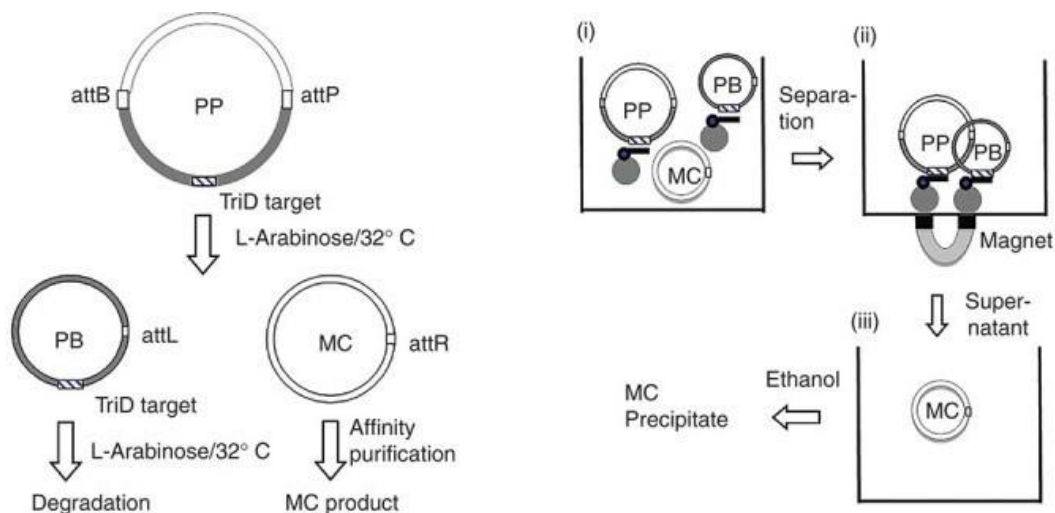 attB
PP
attP
TriD target
L-Arabinose/32° C
PB
attL
MC
attR
TriD target
L-Arabinose/32° C
Affinity
purification
Degradation
MC product
(i)
PP
PB
MC
Separa-
tion
(ii)
PP
PB
Magnet
Super-
natant
(iii)
MC
Ethanol
MC
Precipitate